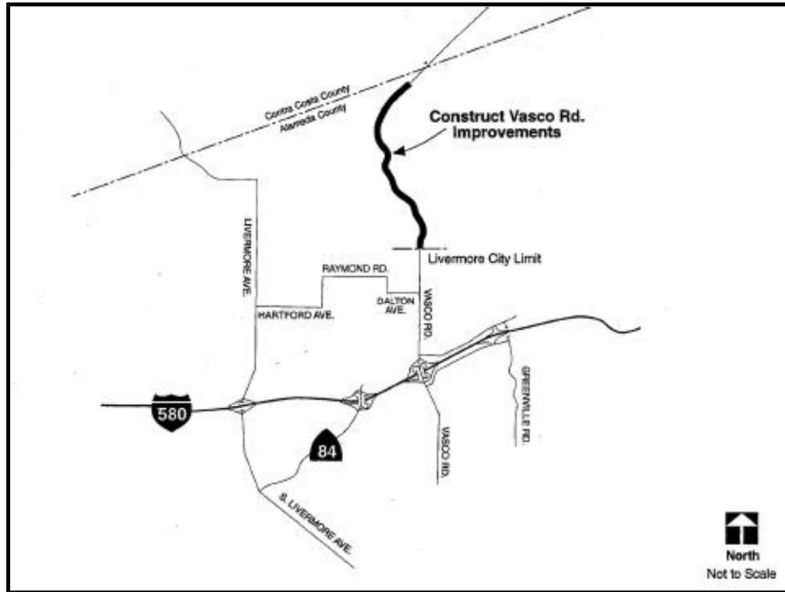 Contra Costa County
Alameda County
Construct Vasco Rd.
Improvements
LIVERMORE AVE.
Livermore City Limit
RAYMOND RD.
DALTON
AVE.
VASCO RD.
HARTFORD AVE.
GREENVILLE RD.
580
84
VASCO RD.
S. LIVERMORE AVE.
North
Not to Scale